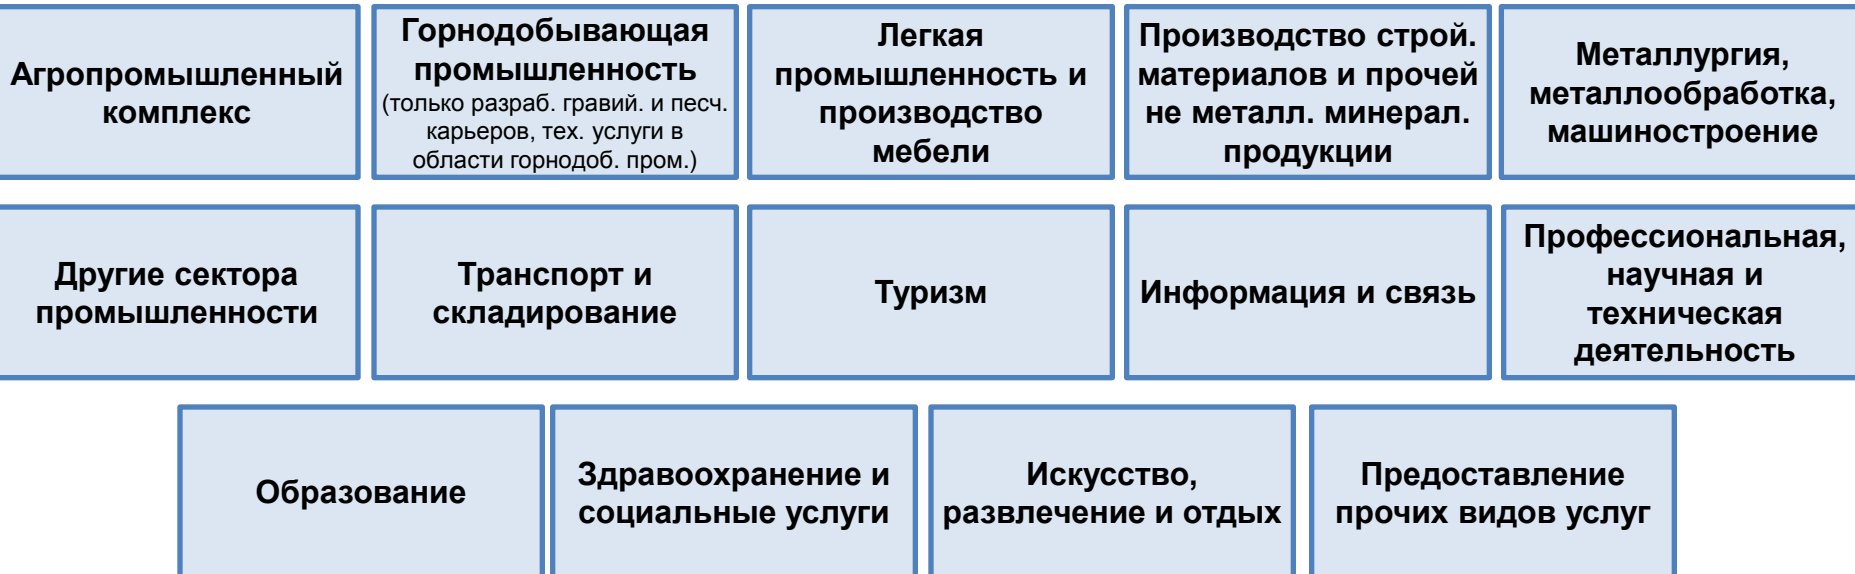 Агропромышленный
комплекс
Горнодобывающая
промышленность
(только разраб. гравий. и песч.
карьеров, тех. услуги в
области горнодоб. пром.)
Легкая
промышленность и
производство
мебели
Производство строй.
материалов и прочей
не металл. минерал.
продукции
Металлургия,
металлообработка,
машиностроение
Другие сектора
промышленности
Транспорт и
складирование
Туризм
Информация и связь
Профессиональная,
научная и
техническая
деятельность
Образование
Здравоохранение и
социальные услуги
Искусство,
развлечение и отдых
Предоставление
прочих видов услуг